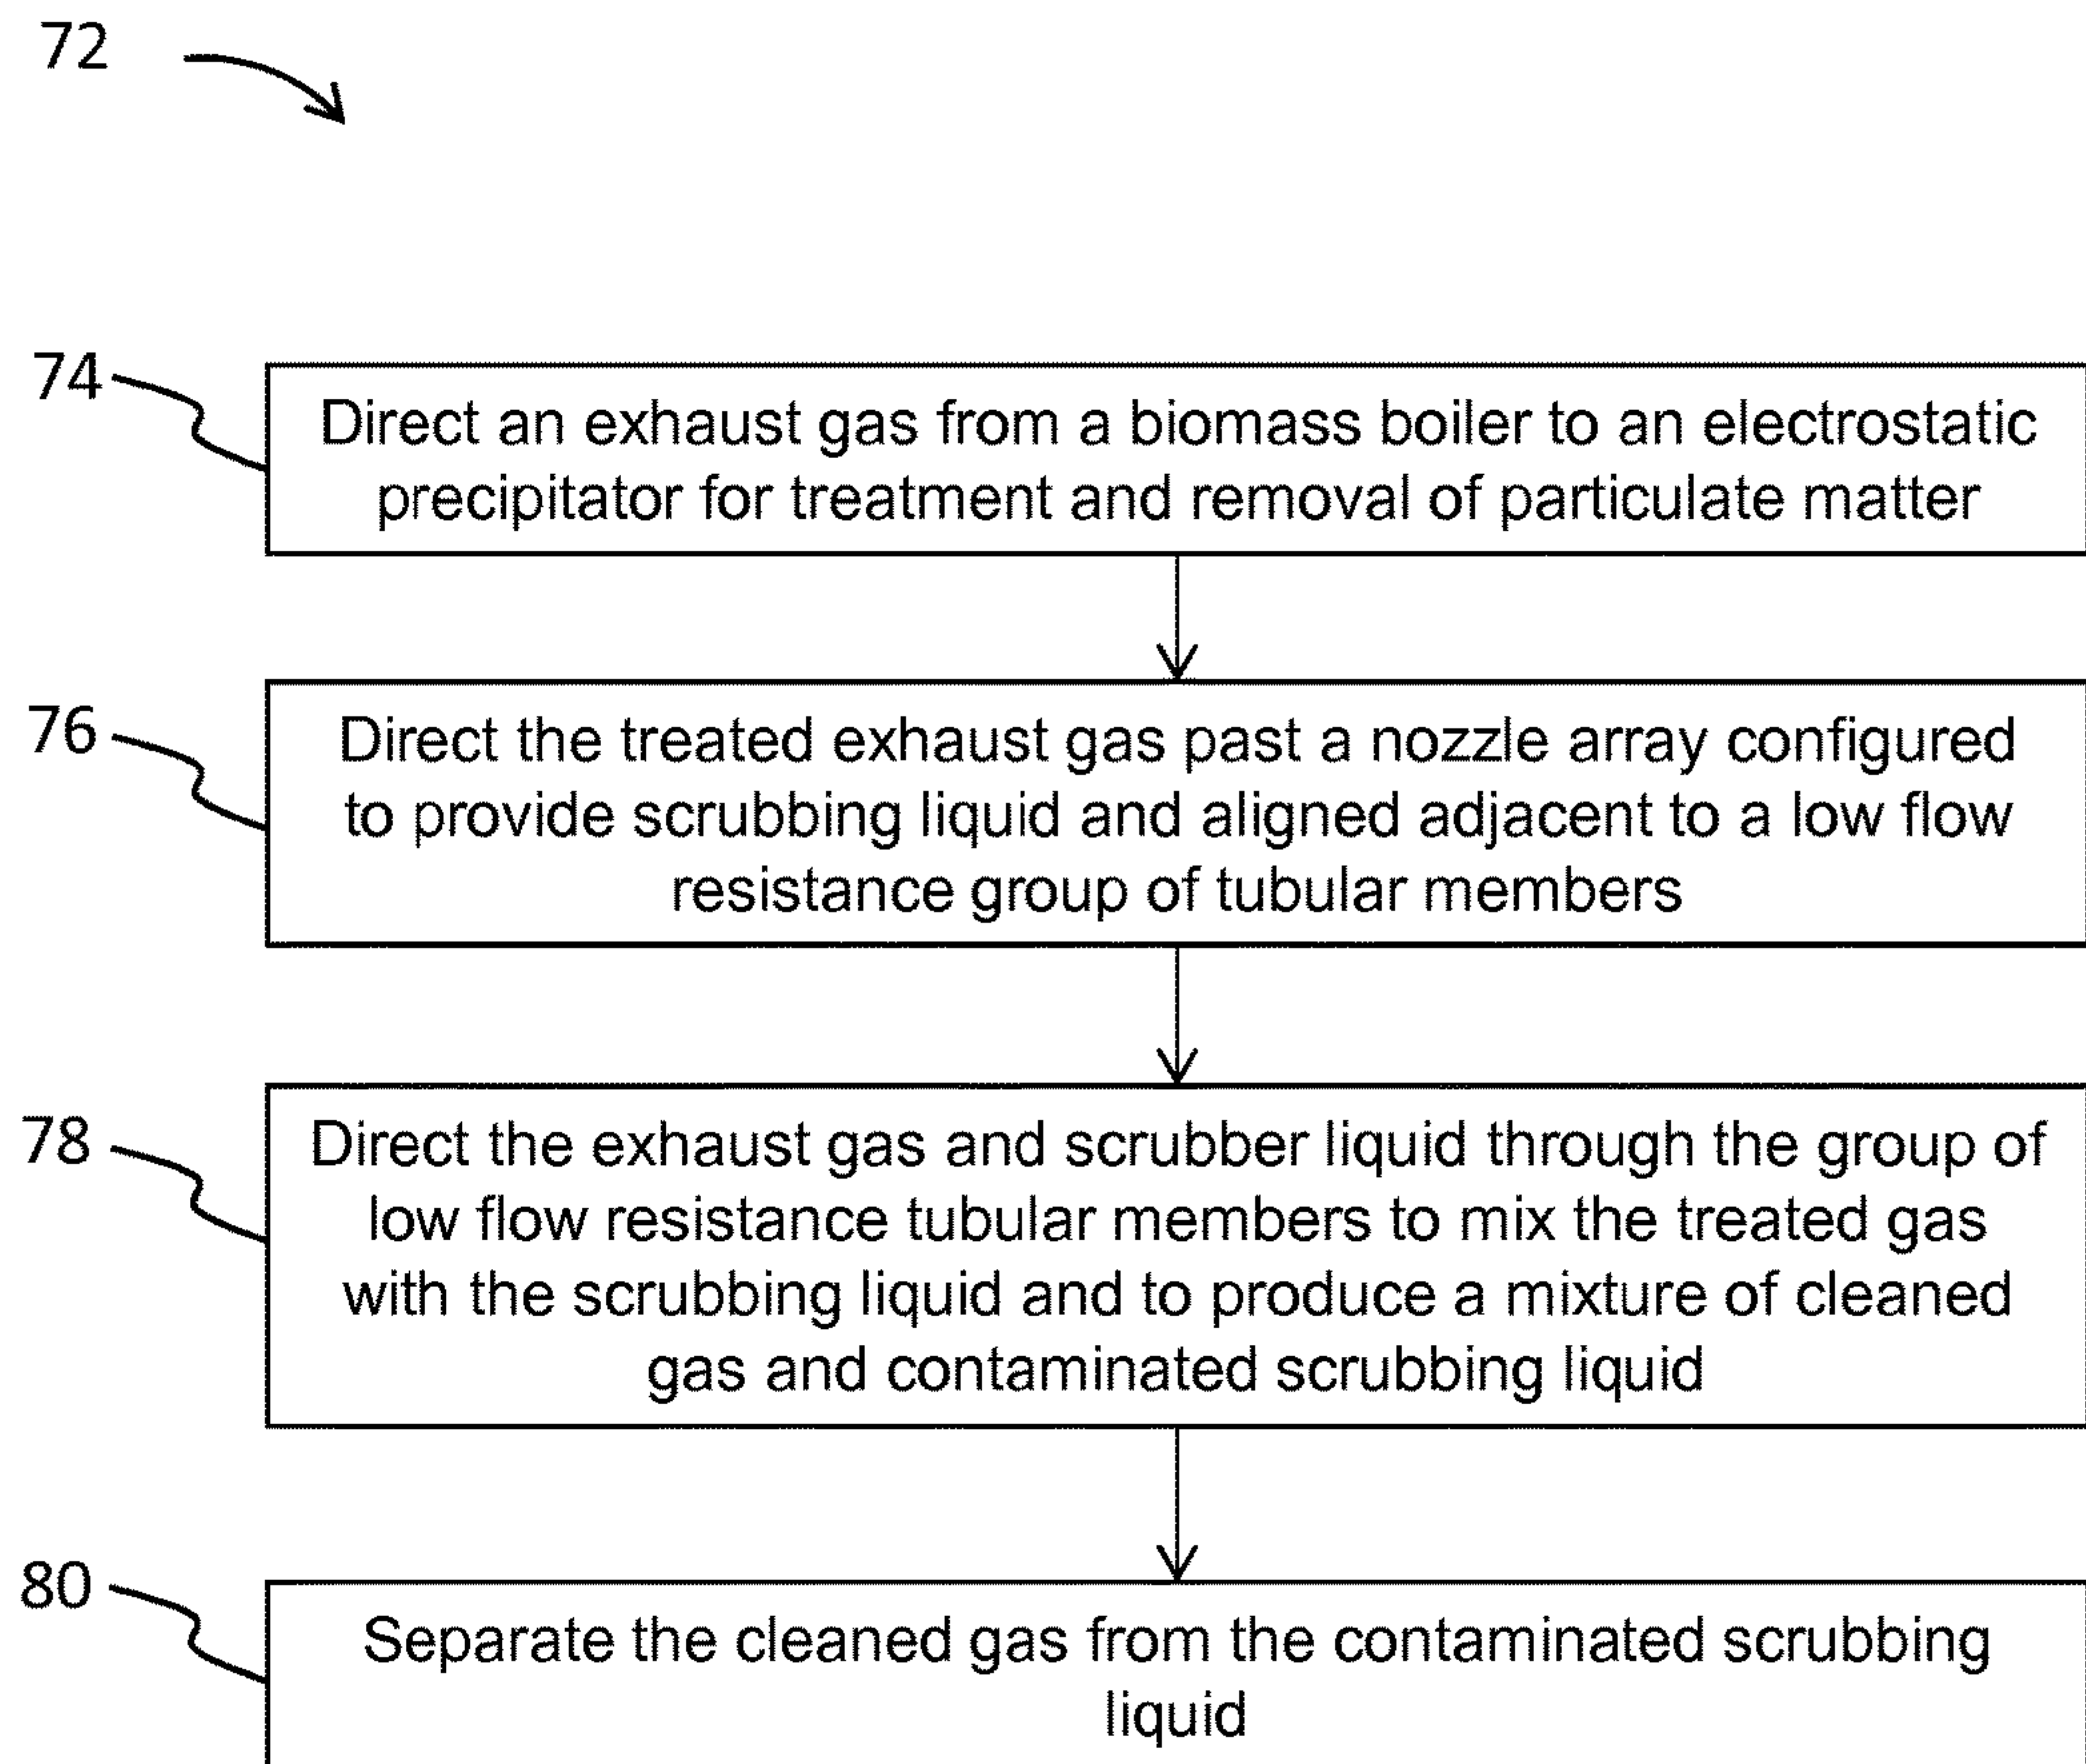 72
74
Direct an exhaust gas from a biomass boiler to an electrostatic
precipitator for treatment and removal of particulate matter
76
Direct the treated exhaust gas past a nozzle array configured
to provide scrubbing liquid and aligned adjacent to a low flow
resistance group of tubular members
78
Direct the exhaust gas and scrubber liquid through the group of
low flow resistance tubular members to mix the treated gas
with the scrubbing liquid and to produce a mixture of cleaned
gas and contaminated scrubbing liquid
80
Separate the cleaned gas from the contaminated scrubbing
liquid